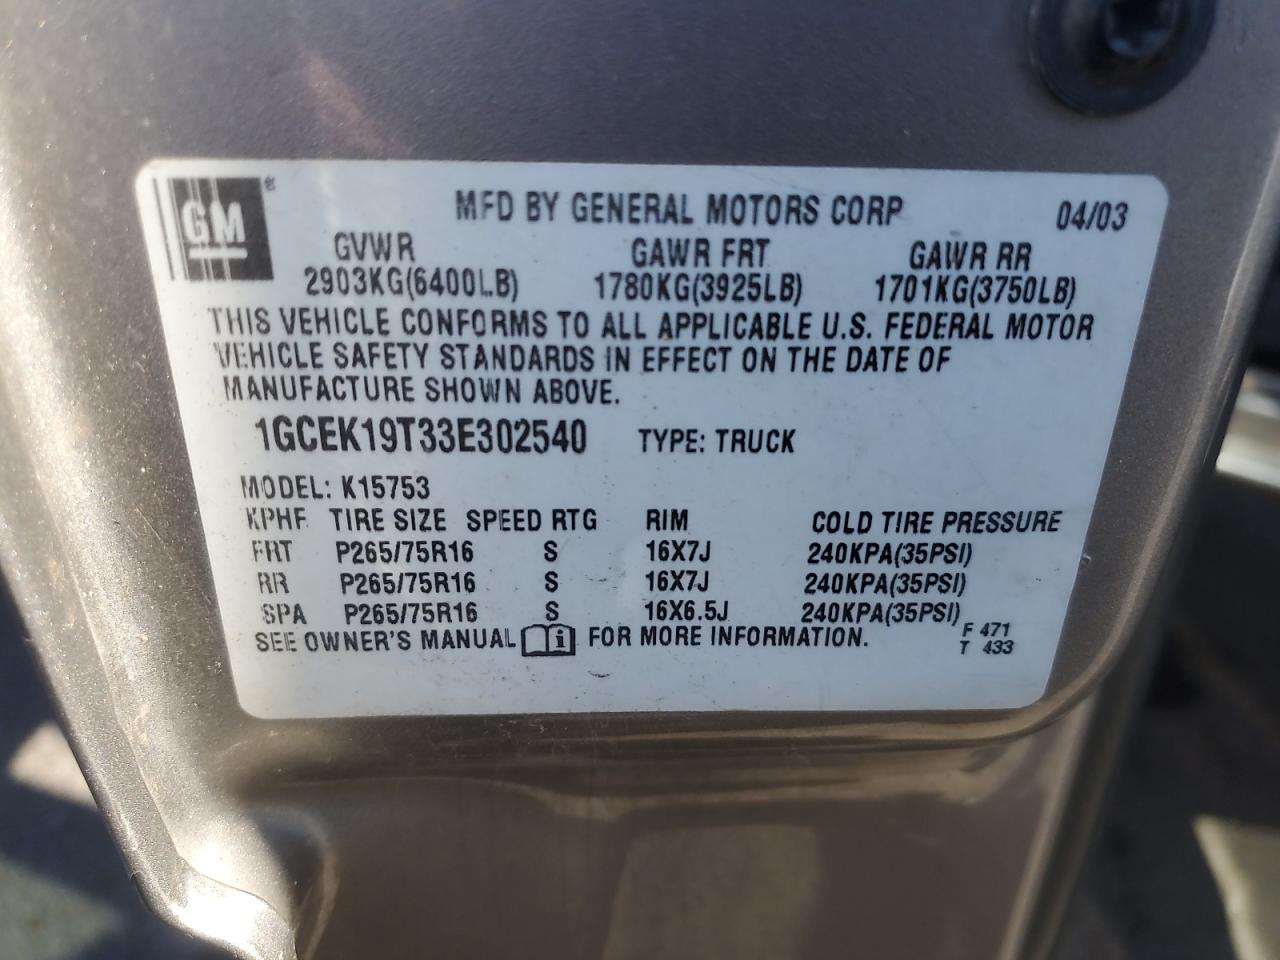 GM ®
MFD BY GENERAL MOTORS CORP 04/03
GVWR GAWR FRT GAWR RR
2903KG(6400LB) 1780KG(3925LB) 1701KG(3750LB)
THIS VEHICLE CONFORMS TO ALL APPLICABLE U.S. FEDERAL MOTOR
VEHICLE SAFETY STANDARDS IN EFFECT ON THE DATE OF
MANUFACTURE SHOWN ABOVE.
1GCEK19T33E302540 TYPE: TRUCK
MODEL: K15753
KPHF TIRE SIZE SPEED RTG RIM COLD TIRE PRESSURE
FRT P265/75R16 S 16X7J 240KPA(35PSI)
RR P265/75R16 S 16X7J 240KPA(35PSI)
SPA P265/75R16 S 16X6.5J 240KPA(35PSI)
SEE OWNER'S MANUAL i FOR MORE INFORMATION.
F 471
T 433